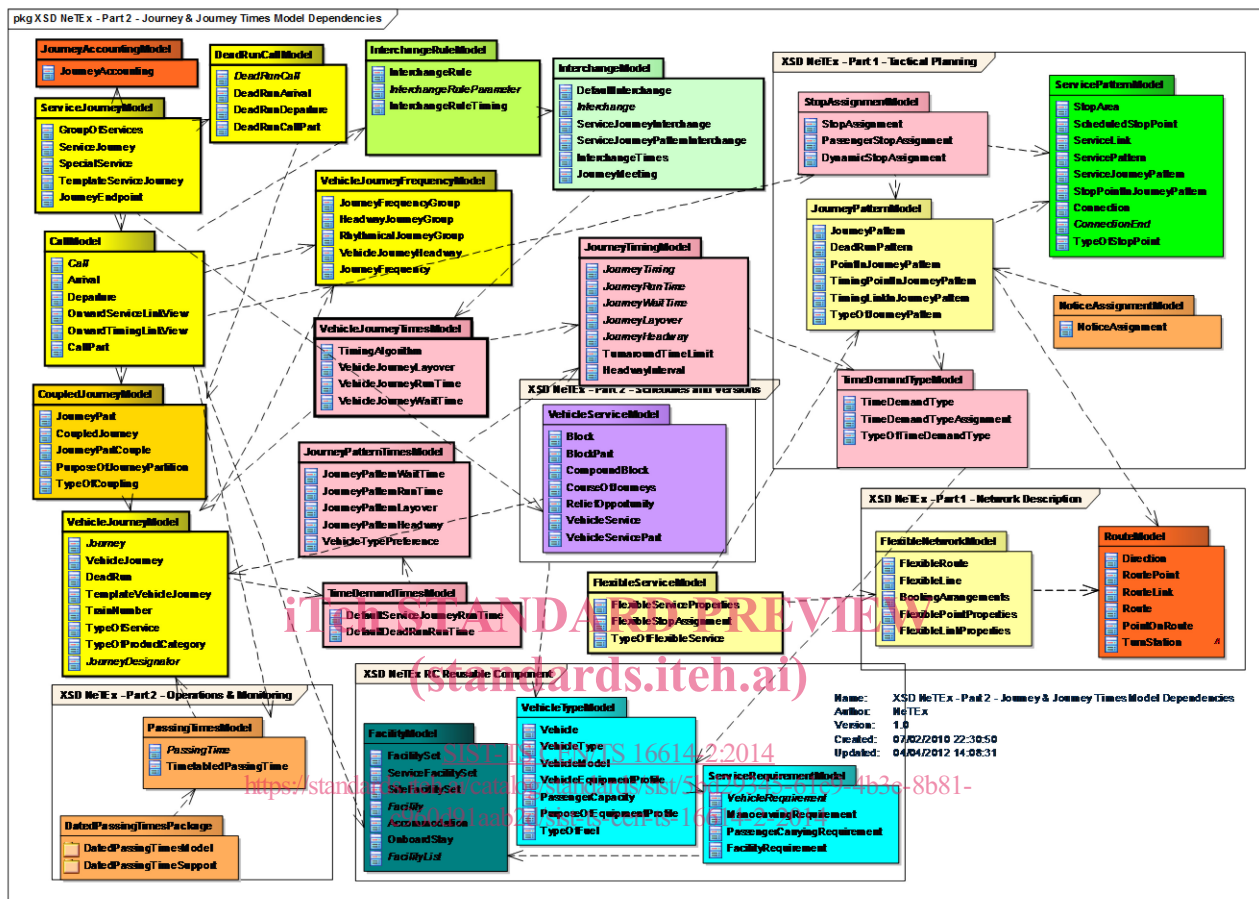 pkg XSD NeTEx - Part 2 - Journey & Journey Times Model Dependencies
JourneyAccountingModel
JourneyAccounting
DeadRunCallModel
DeadRunCall
DeadRunArrival
DeadRunDeparture
DeadRunCallPart
InterchangeRuleModel
InterchangeRule
InterchangeRuleParameter
InterchangeRuleTiming
InterchangeModel
DefaultInterchange
Interchange
ServiceJourneyInterchange
ServiceJourneyPatternInterchange
InterchangeTimes
JourneyMeeting
XSD NeTEx - Part 1 - Tactical Planning
StopAssignmentModel
StopAssignment
PassengerStopAssignment
DynamicStopAssignment
ServicePatternModel
StopArea
ScheduledStopPoint
ServiceLink
ServicePattern
ServiceJourneyPattern
StopPointInJourneyPattern
Connection
ConnectionEnd
TypeOfStopPoint
ServiceJourneyModel
GroupOfServices
ServiceJourney
SpecialService
TemplateServiceJourney
JourneyEndpoint
VehicleJourneyFrequencyModel
JourneyFrequencyGroup
HeadwayJourneyGroup
RhythmicalJourneyGroup
VehicleJourneyHeadway
JourneyFrequency
JourneyPatternModel
JourneyPattern
DeadRunPattern
PointInJourneyPattern
TimingPointInJourneyPattern
TimingLinkInJourneyPattern
TypeOfJourneyPattern
CallModel
Call
Arrival
Departure
OnwardServiceLinkView
OnwardTimingLinkView
CallPart
JourneyTimingModel
JourneyTiming
JourneyRunTime
JourneyWaitTime
JourneyLayover
JourneyHeadway
TurnaroundTimeLimit
HeadwayInterval
NoticeAssignmentModel
NoticeAssignment
VehicleJourneyTimesModel
TimingAlgorithm
VehicleJourneyLayover
VehicleJourneyRunTime
VehicleJourneyWaitTime
TimeDemandTypeModel
TimeDemandType
TimeDemandTypeAssignment
TypeOfTimeDemandType
CoupledJourneyModel
JourneyPart
CoupledJourney
JourneyPartCouple
PurposeOfJourneyPartition
TypeOfCoupling
XSD NeTEx - Part 2 - Schedules and Versions
VehicleServiceModel
Block
BlockPart
CompoundBlock
CourseOfJourneys
ReliefOpportunity
VehicleService
VehicleServicePart
JourneyPatternTimesModel
JourneyPatternWaitTime
JourneyPatternRunTime
JourneyPatternLayover
JourneyPatternHeadway
VehicleTypePreference
XSD NeTEx - Part 1 - Network Description
FlexibleNetworkModel
FlexibleRoute
FlexibleLine
BookingArrangements
FlexiblePointProperties
FlexibleLinkProperties
RouteModel
Direction
RoutePoint
RouteLink
Route
PointOnRoute
TurnStation
VehicleJourneyModel
Journey
VehicleJourney
DeadRun
TemplateVehicleJourney
TrainNumber
TypeOfService
TypeOfProductCategory
JourneyDesignator
TimeDemandTimesModel
DefaultServiceJourneyRunTime
DefaultDeadRunRunTime
FlexibleServiceModel
FlexibleServiceProperties
FlexibleStopAssignment
TypeOfFlexibleService
iTeh STANDARD PREVIEW
(standards.iteh.ai)
XSD NeTEx - Part 2 - Operations & Monitoring
PassingTimesModel
PassingTime
TimetabledPassingTime
DatedPassingTimesPackage
DatedPassingTimesModel
DatedPassingTimeSupport
XSD NeTEx RC Reusable Component
FacilityModel
FacilitySet
ServiceFacilitySet
SiteFacilitySet
Facility
Accommodation
OnboardStay
FacilityList
VehicleTypeModel
Vehicle
VehicleType
VehicleModel
VehicleEquipmentProfile
PassengerCapacity
PurposeOfEquipmentProfile
TypeOfFuel
ServiceRequirementModel
VehicleRequirement
ManoeuvringRequirement
PassengerCarryingRequirement
FacilityRequirement
Name: XSD NeTEx - Part 2 - Journey & Journey Times Model Dependencies
Author: NeTEx
Version: 1.0
Created: 07/02/2010 22:30:50
Updated: 04/04/2012 14:08:31
SIST-TS CEN/TS 16614-2:2014